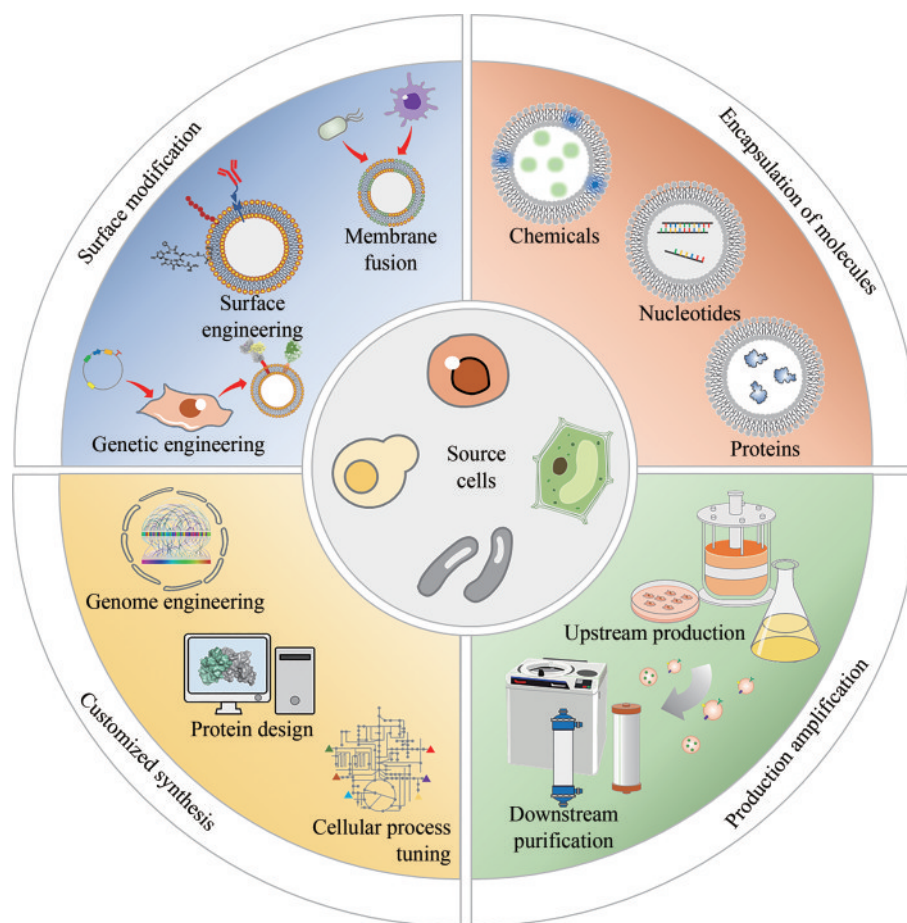 Surface modification
Membrane
fusion
Surface
engineering
Genetic engineering
Encapsulation of molecules
Chemicals
Nucleotides
Proteins
Source
cells
Customized synthesis
Genome engineering
Protein design
Cellular process
tuning
Production amplification
Upstream production
Downstream
purification